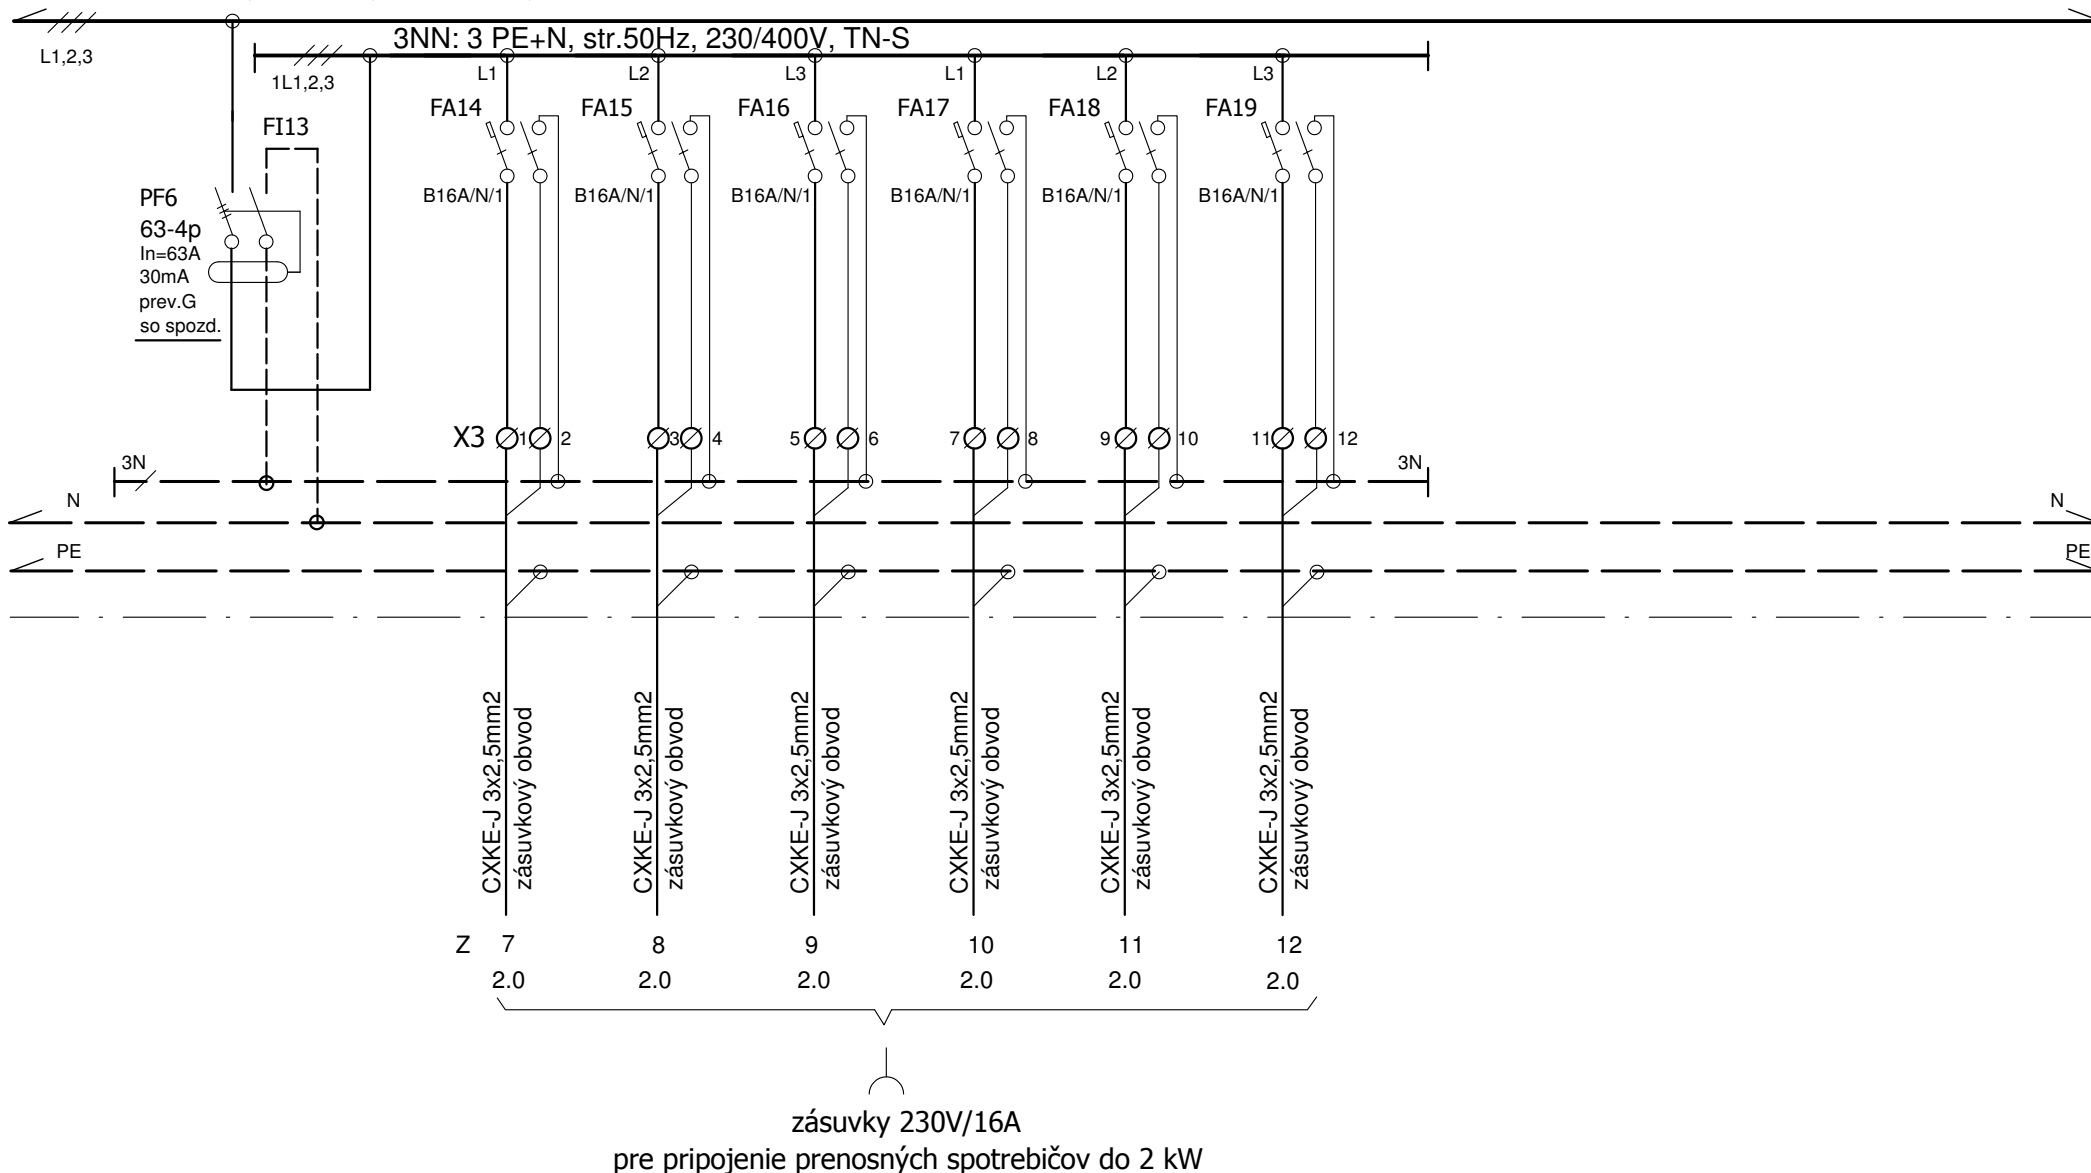 L1,2,3
3NN: 3 PE+N, str.50Hz, 230/400V, TN-S
1L1,2,3
L1 L2 L3 L1 L2 L3
FA14 FA15 FA16 FA17 FA18 FA19
FI13
B16A/N/1 B16A/N/1 B16A/N/1 B16A/N/1 B16A/N/1 B16A/N/1
PF6
63-4p
In=63A
30mA
prev.G
so spozd.
X3 1 2 3 4 5 6 7 8 9 10 11 12
3N 3N
N N
PE PE
CXKE-J 3x2,5mm2
zásuvkový obvod
CXKE-J 3x2,5mm2
zásuvkový obvod
CXKE-J 3x2,5mm2
zásuvkový obvod
CXKE-J 3x2,5mm2
zásuvkový obvod
CXKE-J 3x2,5mm2
zásuvkový obvod
CXKE-J 3x2,5mm2
zásuvkový obvod
Z 7 8 9 10 11 12
2.0 2.0 2.0 2.0 2.0 2.0
zásuvky 230V/16A
pre pripojenie prenosných spotrebičov do 2 kW